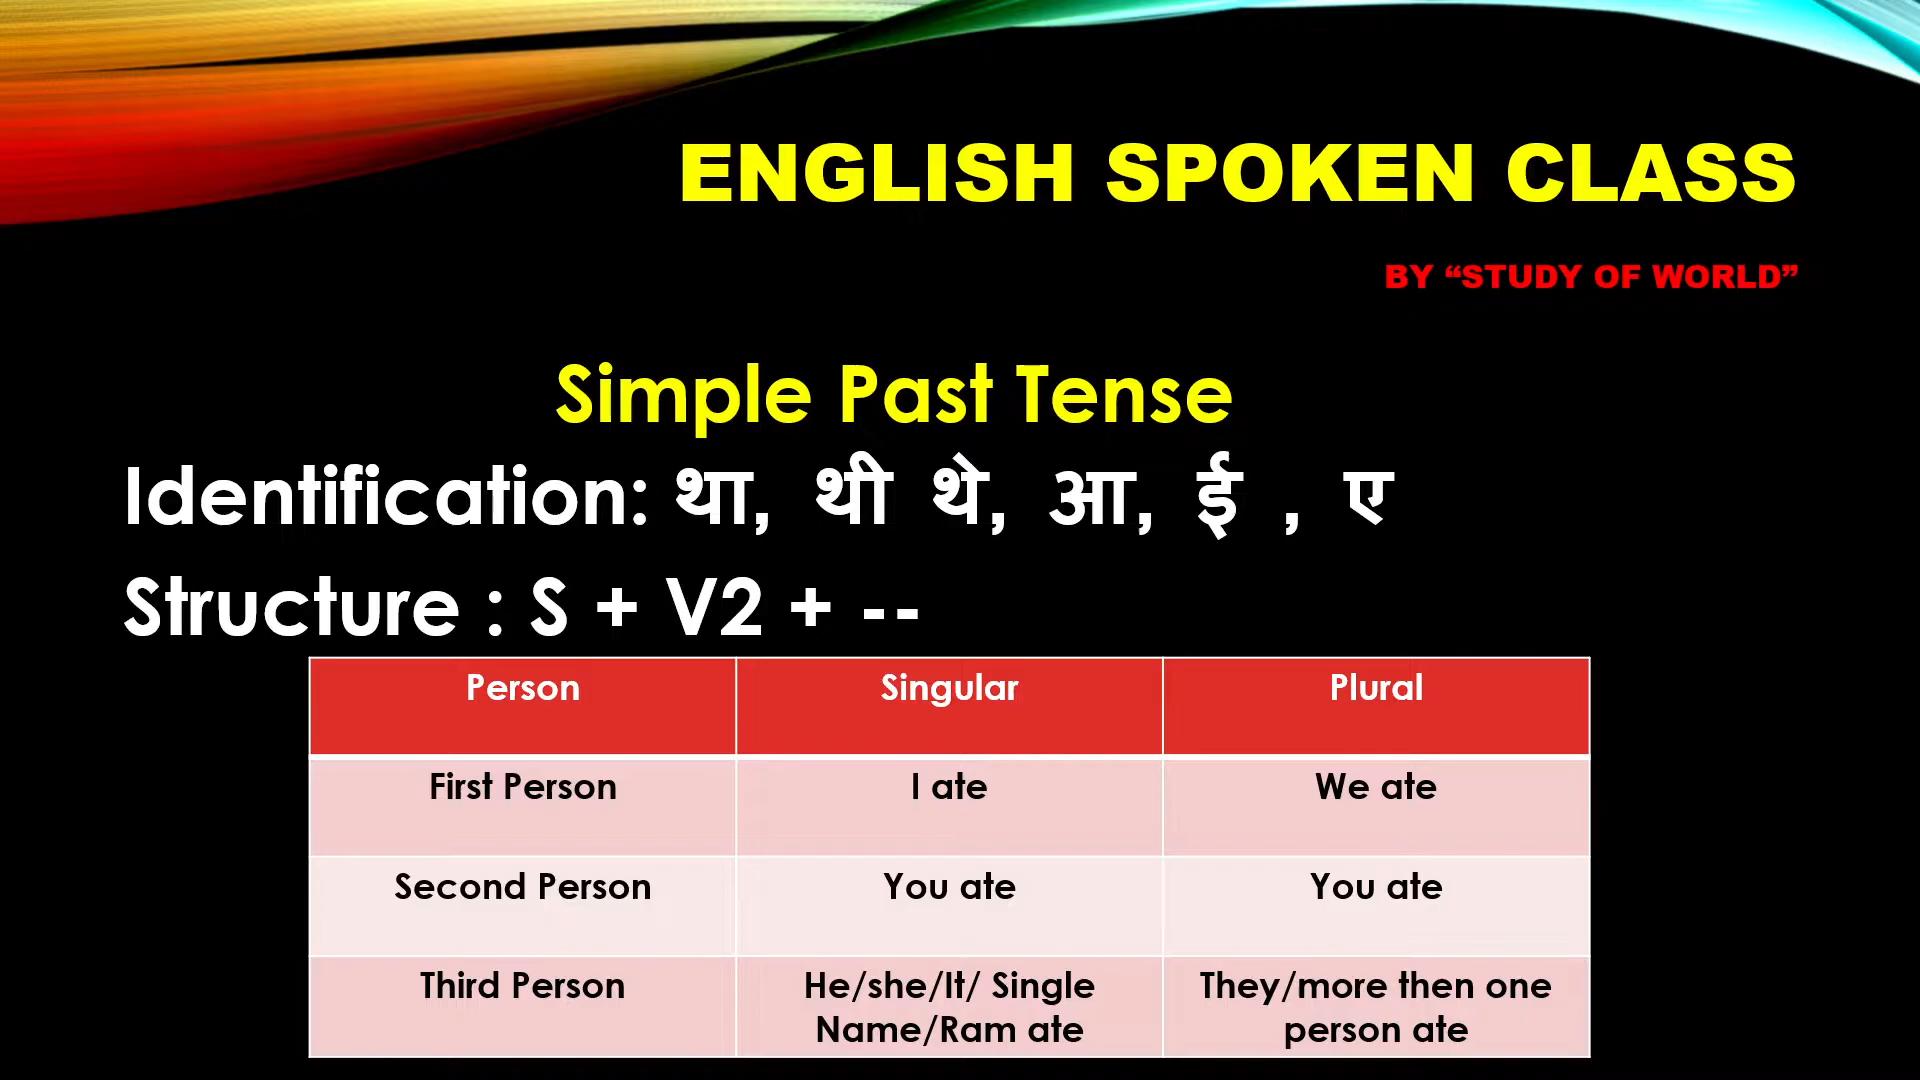 ENGLISH SPOKEN CLASS
BY “STUDY OF WORLD”
Simple Past Tense
Identification: था, थी थे, आ, ई , ए
Structure : S + V2 + --
Person Singular Plural
First Person I ate We ate
Second Person You ate You ate
Third Person He/she/It/ Single They/more then one
Name/Ram ate person ate